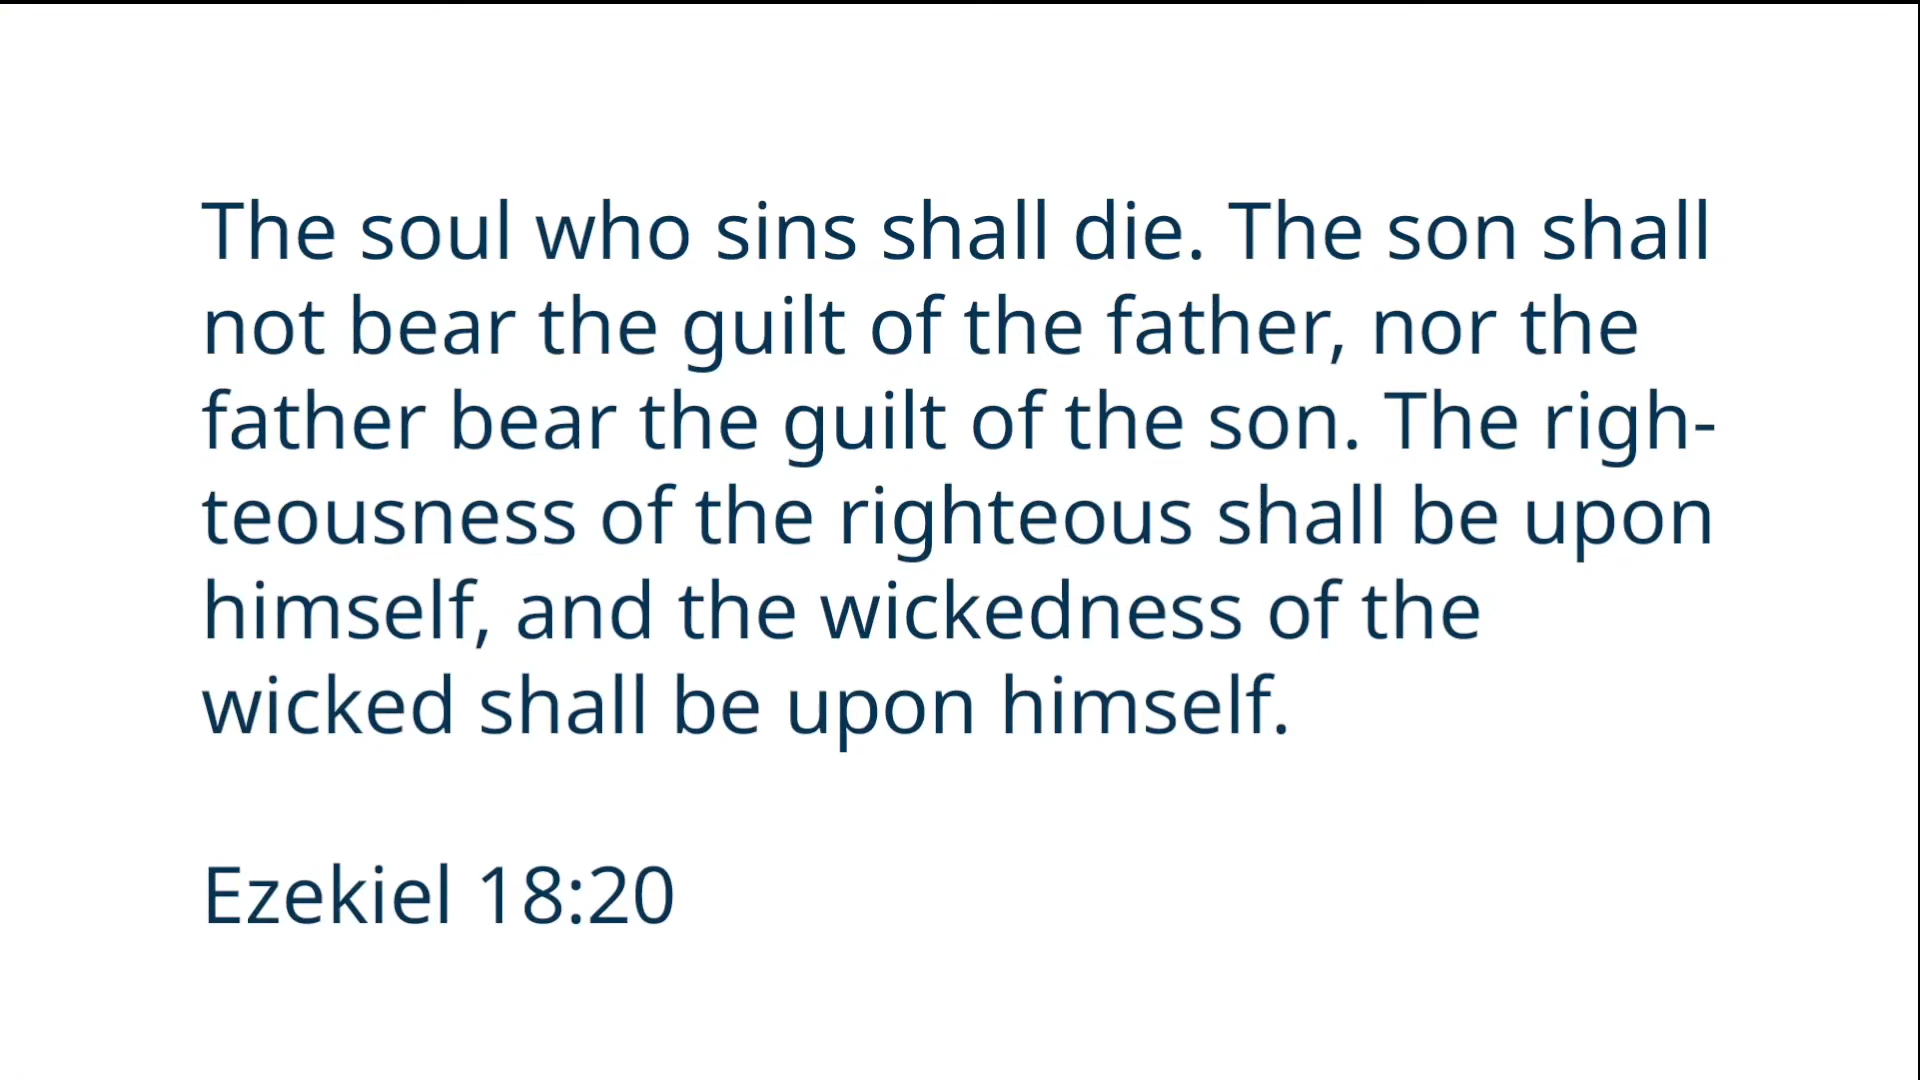 The soul who sins shall die. The son shall
not bear the guilt of the father, nor the
father bear the guilt of the son. The righ-
teousness of the righteous shall be upon
himself, and the wickedness of the
wicked shall be upon himself.
Ezekiel 18:20